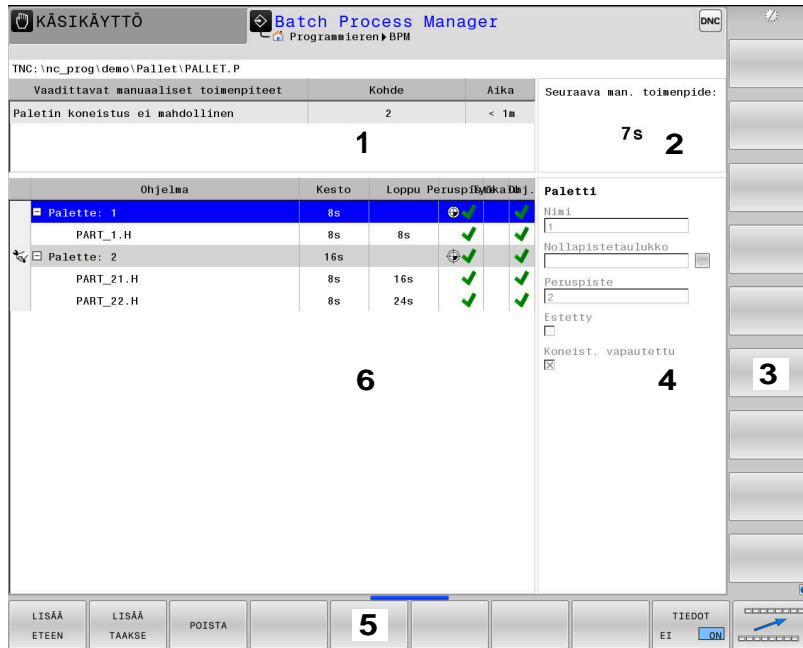 KÄSIKÄYTTÖ
Batch Process Manager
Programmieren▶BPM
DNC
TNC:\nc_prog\demo\Pallet\PALLET.P
Vaadittavat manuaaliset toimenpiteet Kohde Aika
Paletin koneistus ei mahdollinen 2 < 1m
1
Seuraava man. toimenpide:
7s
2
Ohjelma Kesto Loppu
Palette: 1 8s
PART_1.H 8s 8s
Palette: 2 16s
PART_21.H 8s 16s
PART_22.H 8s 24s
6
Paletti
Nimi
1
Nollapistetaulukko
Peruspiste
2
Estetty
Koneist. vapautettu
4
3
LISÄÄ ETEEN
LISÄÄ TAAKSE
POISTA
5
TIEDOT
EI ON